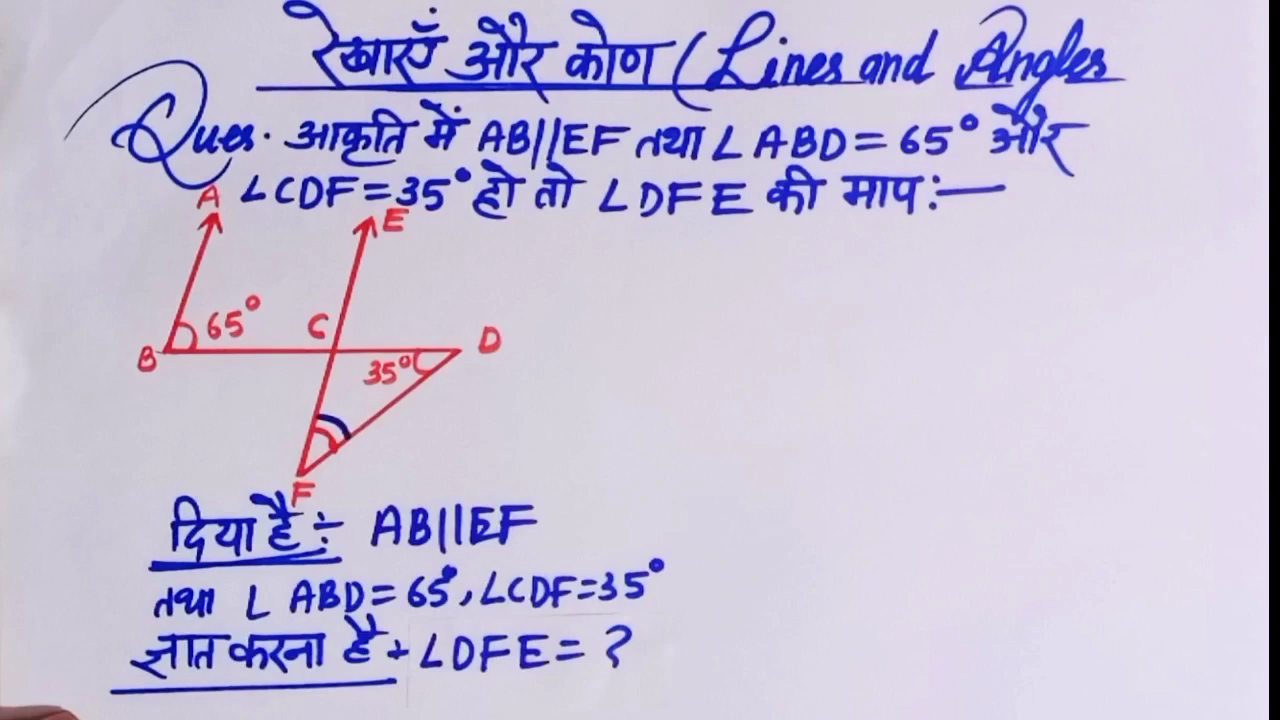 रेखाएँ और कोण (Lines and Angles
Ques. आकृति में AB||EF तथा ∠ABD=65° और
∠CDF=35° हो तो ∠DFE की माप:—
A
E
65°
C
B
D
35°
F
दिया है ÷ AB||EF
तथा ∠ABD=65°, ∠CDF=35°
ज्ञात करना है ÷ ∠DFE=?